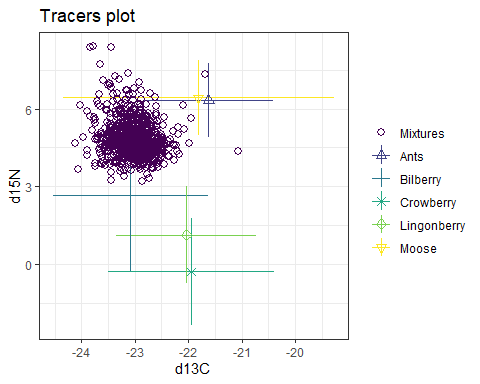 Tracers plot
d15N
6
3
0
-24
-23
-22
-21
-20
d13C
Mixtures
Ants
Bilberry
Crowberry
Lingonberry
Moose